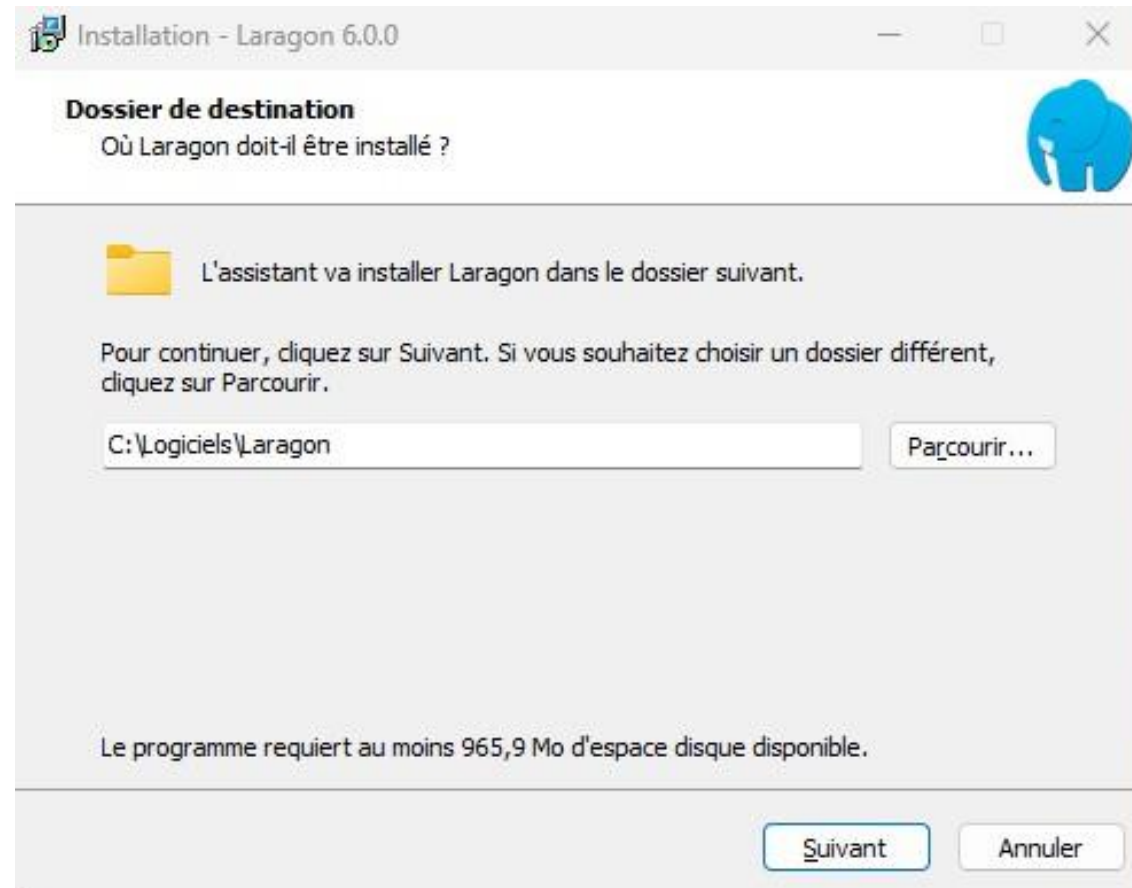 Installation - Laragon 6.0.0
Dossier de destination
Où Laragon doit-il être installé ?
L'assistant va installer Laragon dans le dossier suivant.
Pour continuer, cliquez sur Suivant. Si vous souhaitez choisir un dossier différent,
cliquez sur Parcourir.
C:\Logiciels\Laragon
Parcourir...
Le programme requiert au moins 965,9 Mo d'espace disque disponible.
Suivant
Annuler